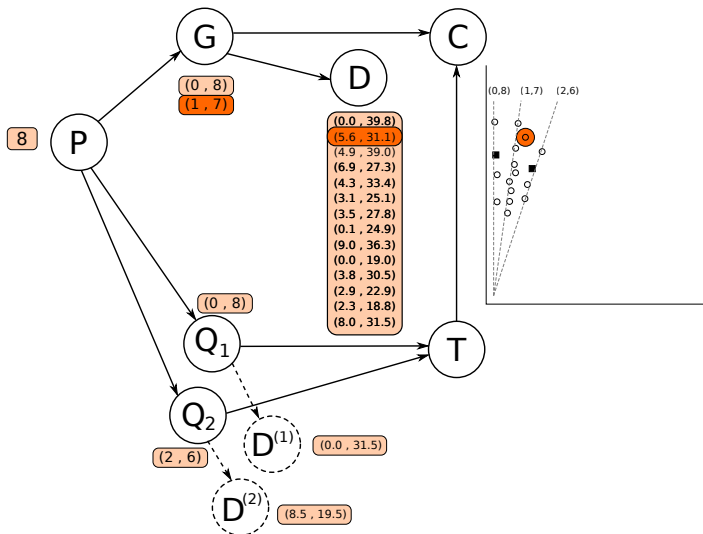 G
C
D
(0 , 8)
(1 , 7)
P
8
(0.0 , 39.8)
(5.6 , 31.1)
(4.9 , 39.0)
(6.9 , 27.3)
(4.3 , 33.4)
(3.1 , 25.1)
(3.5 , 27.8)
(0.1 , 24.9)
(9.0 , 36.3)
(0.0 , 19.0)
(3.8 , 30.5)
(2.9 , 22.9)
(2.3 , 18.8)
(8.0 , 31.5)
(0,8) (1,7) (2,6)
(0 , 8)
Q1
T
Q2
(2 , 6)
D(1)
(0.0 , 31.5)
D(2)
(8.5 , 19.5)